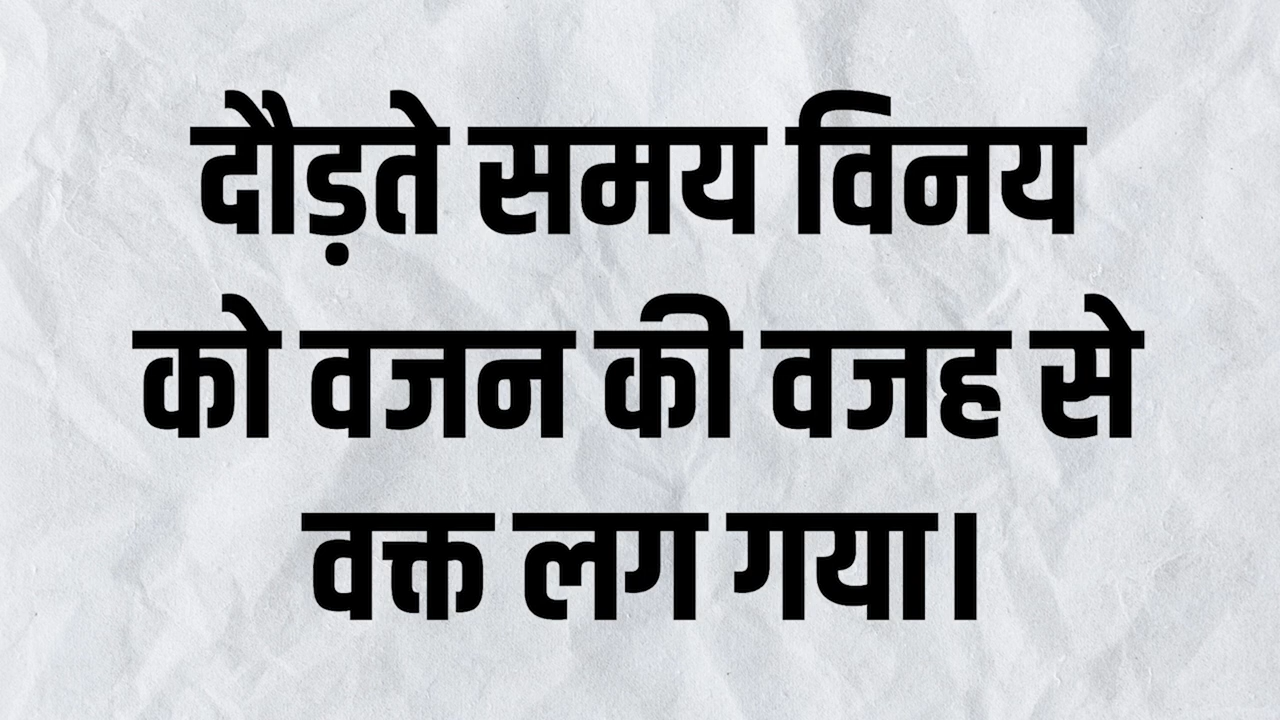 दौड़ते समय विनय
को वजन की वजह से
वक्त लग गया।